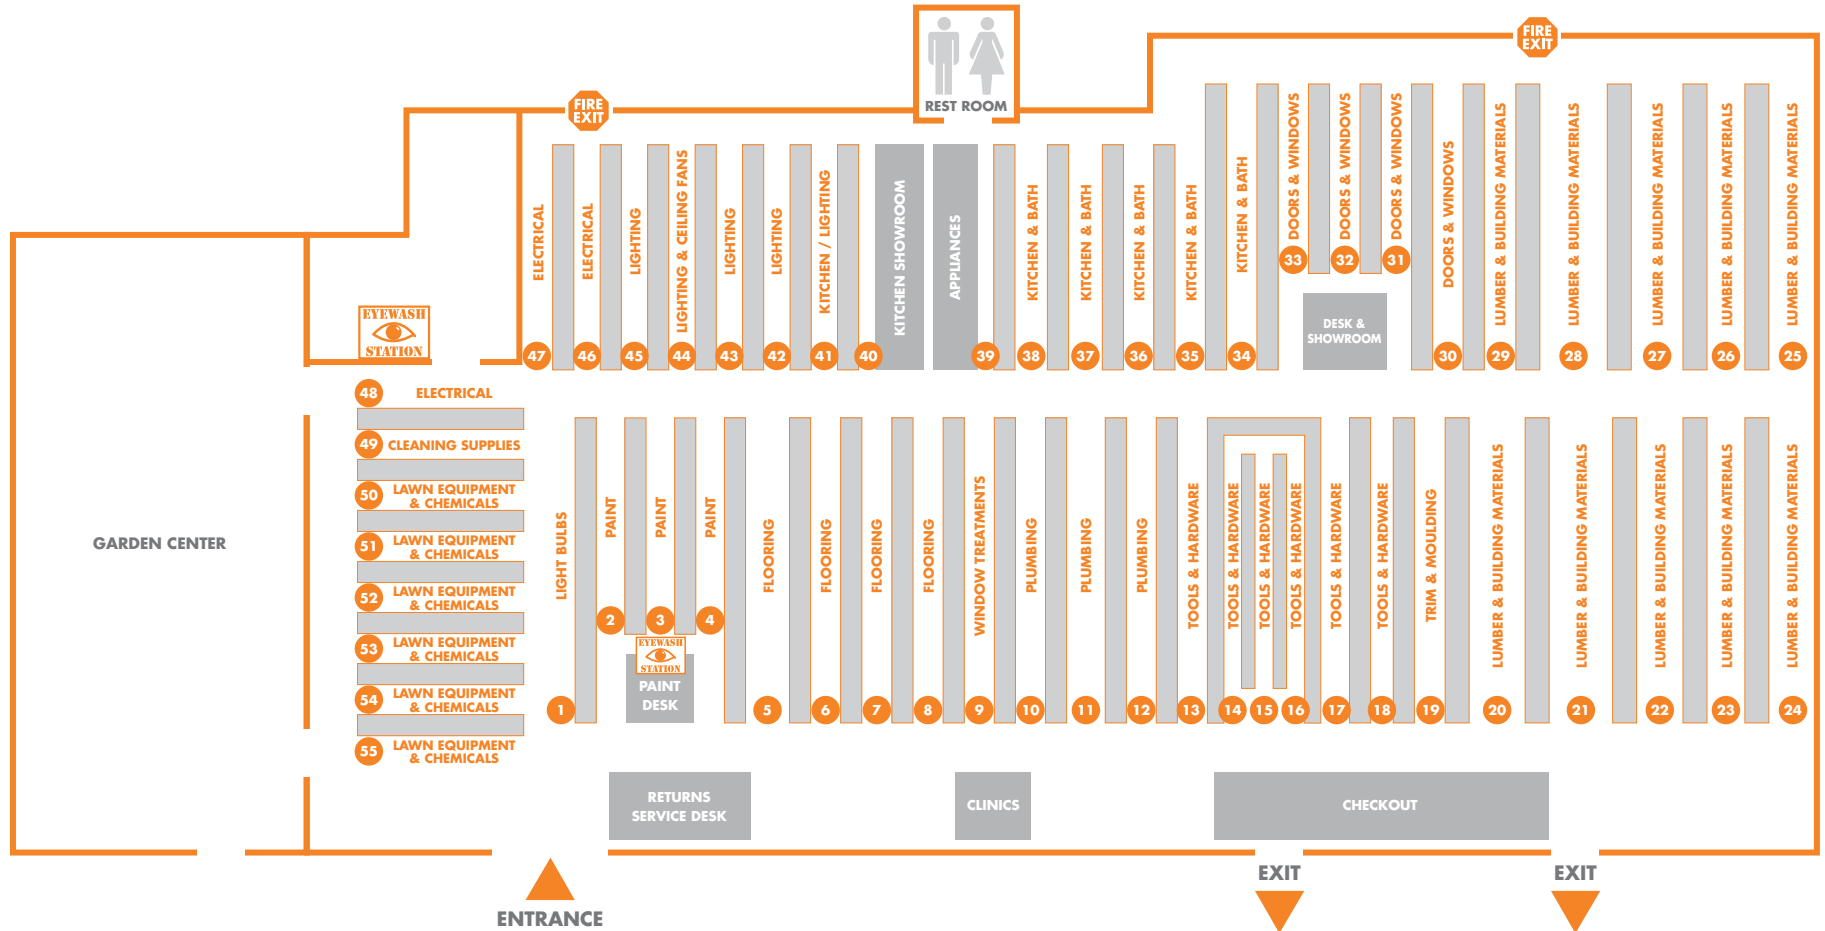 FIRE
EXIT
REST ROOM
FIRE
EXIT
ELECTRICAL
47
ELECTRICAL
46
LIGHTING
45
LIGHTING & CEILING FANS
44
LIGHTING
43
LIGHTING
42
KITCHEN / LIGHTING
41
40
KITCHEN SHOWROOM
APPLIANCES
39
KITCHEN & BATH
38
KITCHEN & BATH
37
KITCHEN & BATH
36
KITCHEN & BATH
35
KITCHEN & BATH
34
DOORS & WINDOWS
33
DOORS & WINDOWS
32
DOORS & WINDOWS
31
DESK &
SHOWROOM
DOORS & WINDOWS
30
LUMBER & BUILDING MATERIALS
29
LUMBER & BUILDING MATERIALS
28
LUMBER & BUILDING MATERIALS
27
LUMBER & BUILDING MATERIALS
26
LUMBER & BUILDING MATERIALS
25
EYEWASH
STATION
48 ELECTRICAL
49 CLEANING SUPPLIES
50 LAWN EQUIPMENT
& CHEMICALS
51 LAWN EQUIPMENT
& CHEMICALS
52 LAWN EQUIPMENT
& CHEMICALS
53 LAWN EQUIPMENT
& CHEMICALS
54 LAWN EQUIPMENT
& CHEMICALS
55 LAWN EQUIPMENT
& CHEMICALS
GARDEN CENTER
LIGHT BULBS
1
PAINT
2
PAINT
3
PAINT
4
EYEWASH
STATION
PAINT
DESK
FLOORING
5
FLOORING
6
FLOORING
7
FLOORING
8
WINDOW TREATMENTS
9
PLUMBING
10
PLUMBING
11
PLUMBING
12
TOOLS & HARDWARE
13
TOOLS & HARDWARE
14
TOOLS & HARDWARE
15
TOOLS & HARDWARE
16
TOOLS & HARDWARE
17
TOOLS & HARDWARE
18
TRIM & MOULDING
19
LUMBER & BUILDING MATERIALS
20
LUMBER & BUILDING MATERIALS
21
LUMBER & BUILDING MATERIALS
22
LUMBER & BUILDING MATERIALS
23
LUMBER & BUILDING MATERIALS
24
RETURNS
SERVICE DESK
CLINICS
CHECKOUT
ENTRANCE
EXIT
EXIT